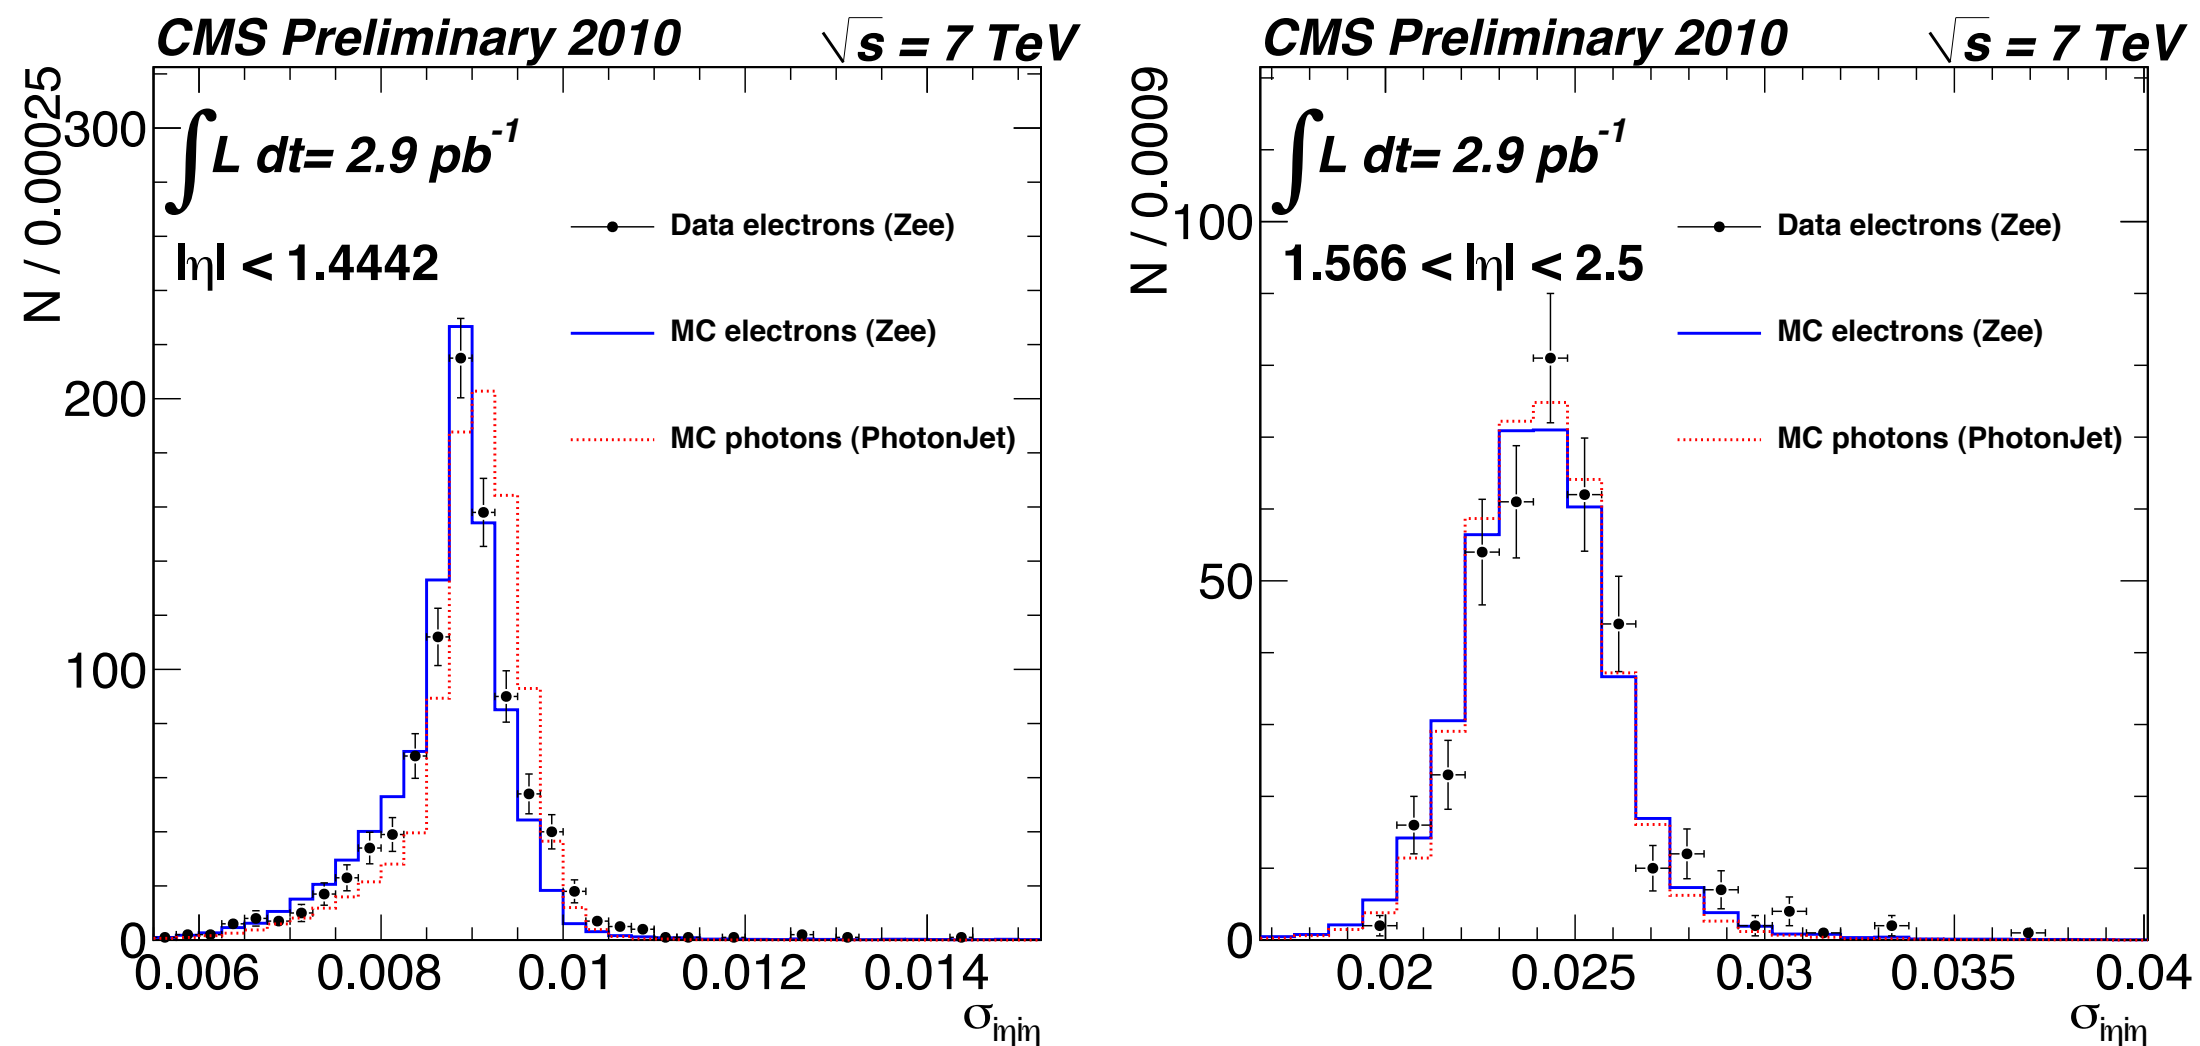 CMS Preliminary 2010 √s = 7 TeV
∫L dt= 2.9 pb⁻¹
|η| < 1.4442
Data electrons (Zee)
MC electrons (Zee)
MC photons (PhotonJet)
N / 0.00025
300
200
100
0
0.006 0.008 0.01 0.012 0.014
σiηiη
CMS Preliminary 2010 √s = 7 TeV
∫L dt= 2.9 pb⁻¹
1.566 < |η| < 2.5
Data electrons (Zee)
MC electrons (Zee)
MC photons (PhotonJet)
N / 0.0009
100
50
0
0.02 0.025 0.03 0.035 0.04
σiηiη